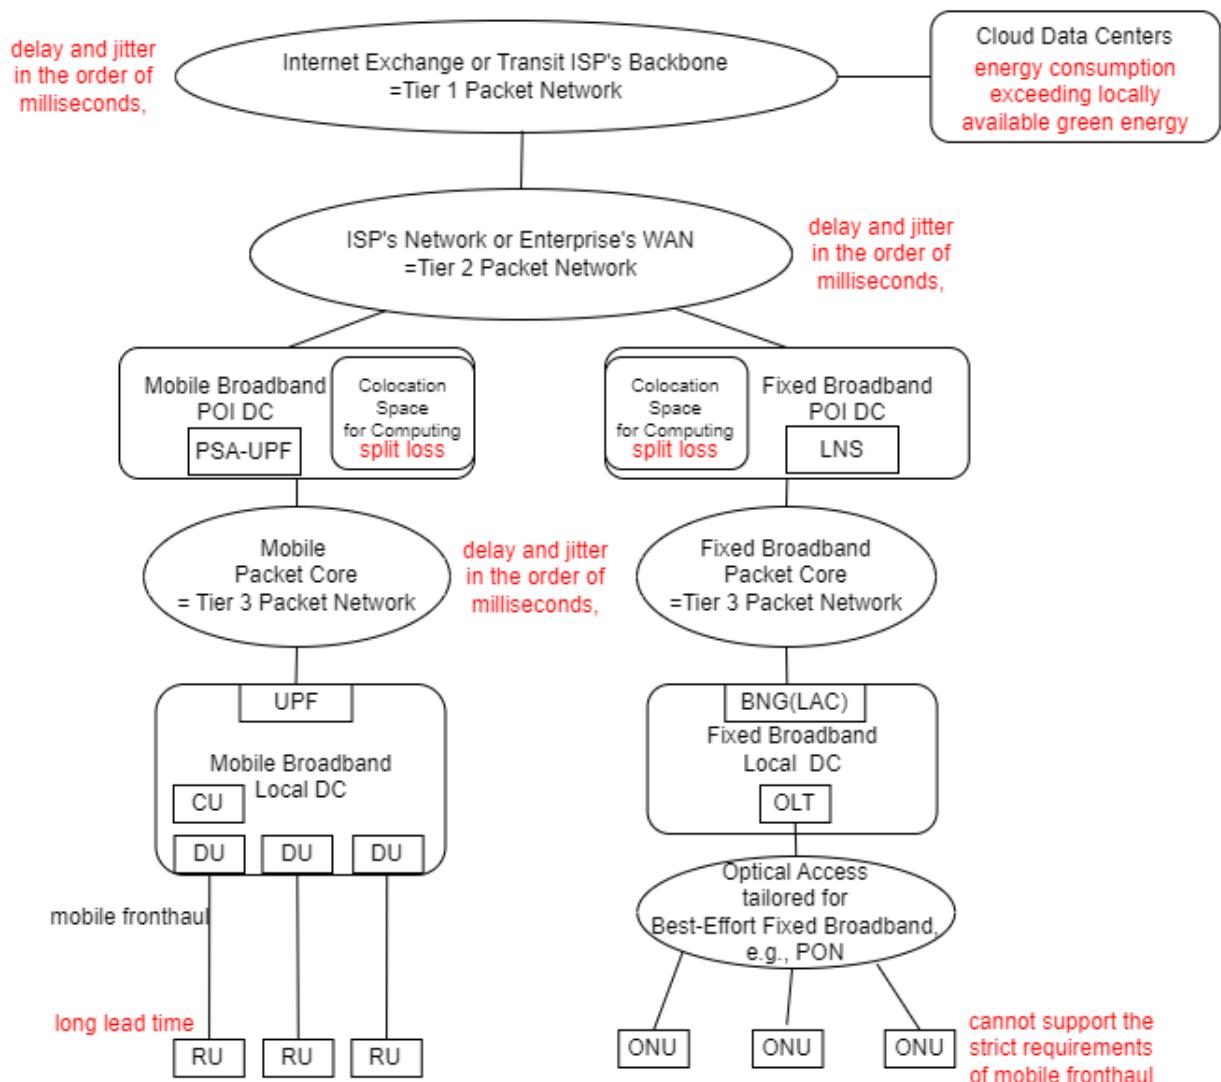 delay and jitter
in the order of
milliseconds,
Internet Exchange or Transit ISP's Backbone
=Tier 1 Packet Network
Cloud Data Centers
energy consumption
exceeding locally
available green energy
ISP's Network or Enterprise's WAN
=Tier 2 Packet Network
delay and jitter
in the order of
milliseconds,
Mobile Broadband
POI DC
PSA-UPF
Colocation
Space
for Computing
split loss
Colocation
Space
for Computing
split loss
Fixed Broadband
POI DC
LNS
Mobile
Packet Core
= Tier 3 Packet Network
delay and jitter
in the order of
milliseconds,
Fixed Broadband
Packet Core
=Tier 3 Packet Network
UPF
Mobile Broadband
Local DC
CU
DU
DU
DU
BNG(LAC)
Fixed Broadband
Local DC
OLT
mobile fronthaul
Optical Access
tailored for
Best-Effort Fixed Broadband,
e.g., PON
long lead time
RU
RU
RU
ONU
ONU
ONU
cannot support the
strict requirements
of mobile fronthaul